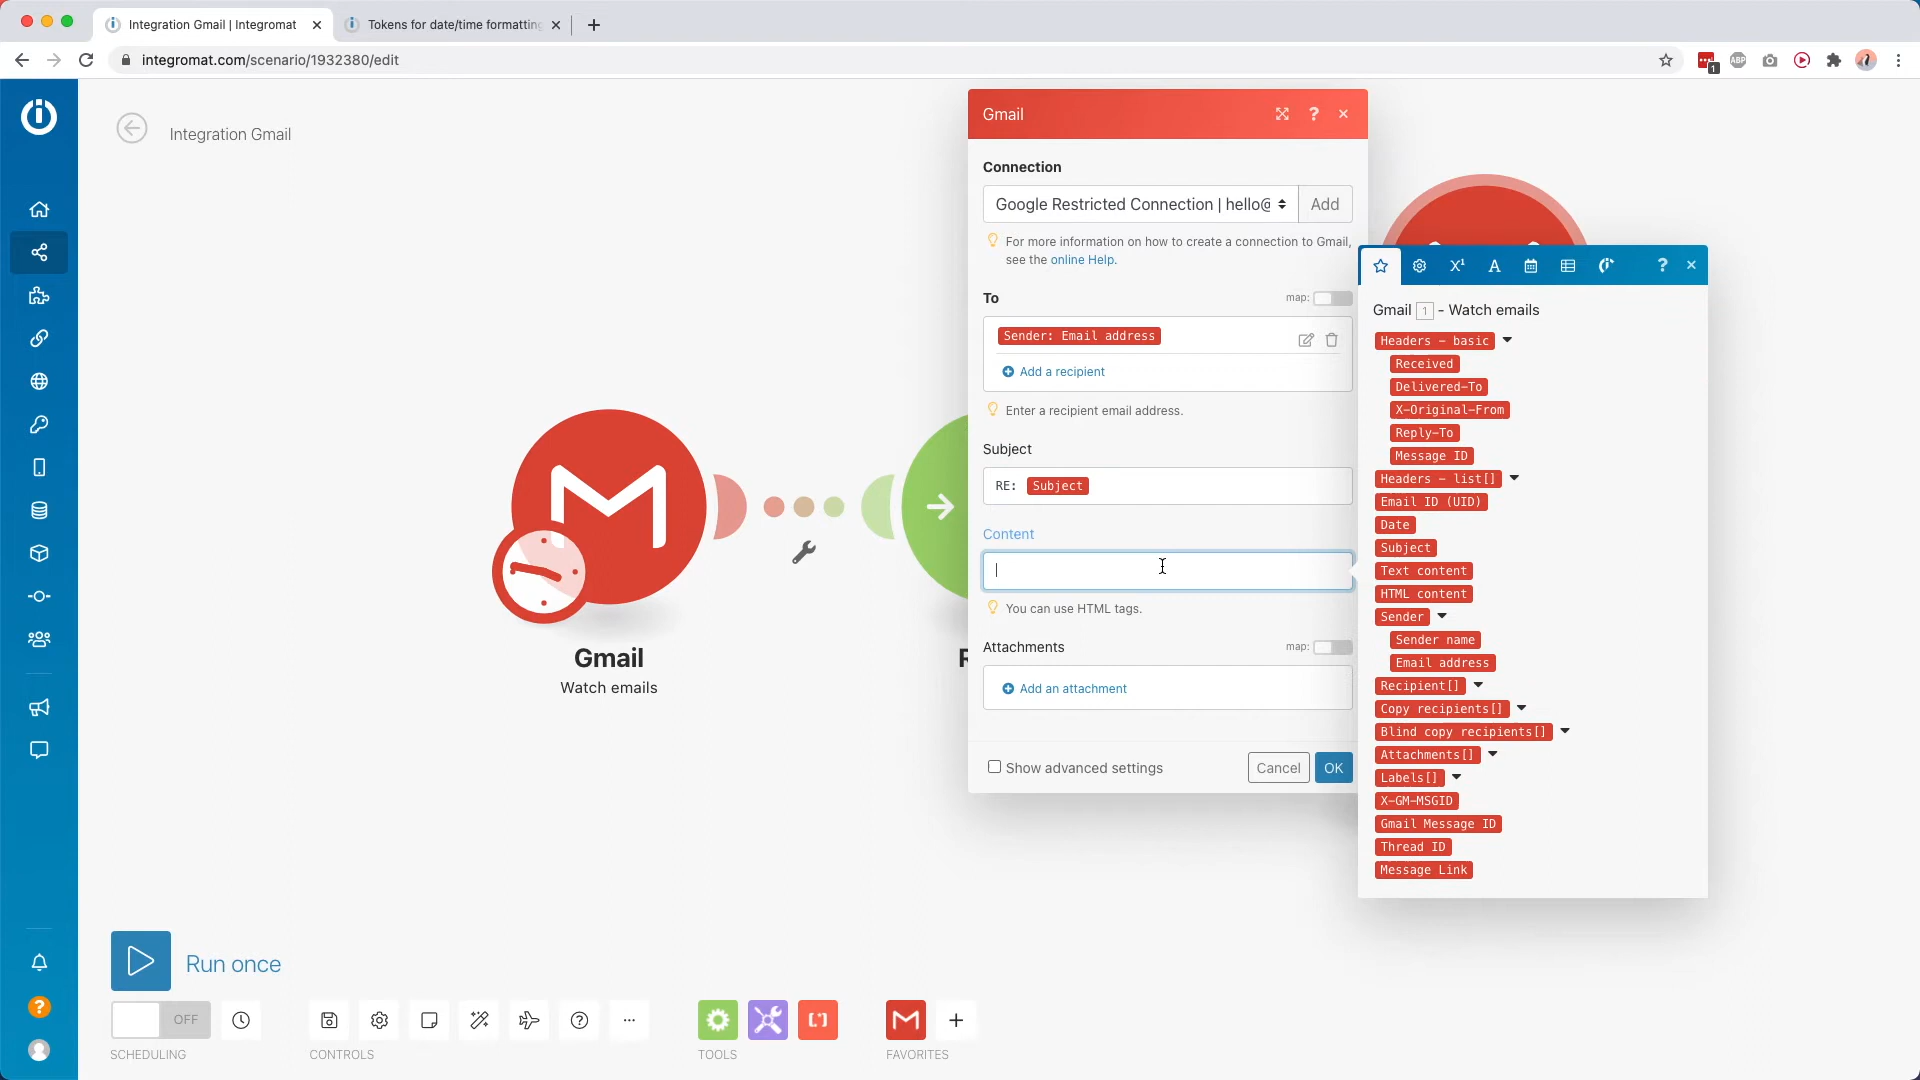 Integration Gmail | Integromat
Tokens for date/time formatting
integromat.com/scenario/1932380/edit
1
ABP
Integration Gmail
Gmail
Connection
Google Restricted Connection | hello@
Add
For more information on how to create a connection to Gmail,
see the online Help.
To
map:
Sender: Email address
Add a recipient
Enter a recipient email address.
Subject
RE: Subject
Content
You can use HTML tags.
Attachments
map:
Add an attachment
Show advanced settings
Cancel
OK
Gmail 1 - Watch emails
Headers - basic
Received
Delivered-To
X-Original-From
Reply-To
Message ID
Headers - list[]
Email ID (UID)
Date
Subject
Text content
HTML content
Sender
Sender name
Email address
Recipient[]
Copy recipients[]
Blind copy recipients[]
Attachments[]
Labels[]
X-GM-MSGID
Gmail Message ID
Thread ID
Message Link
Gmail
Watch emails
R
Run once
OFF
SCHEDULING
CONTROLS
TOOLS
FAVORITES